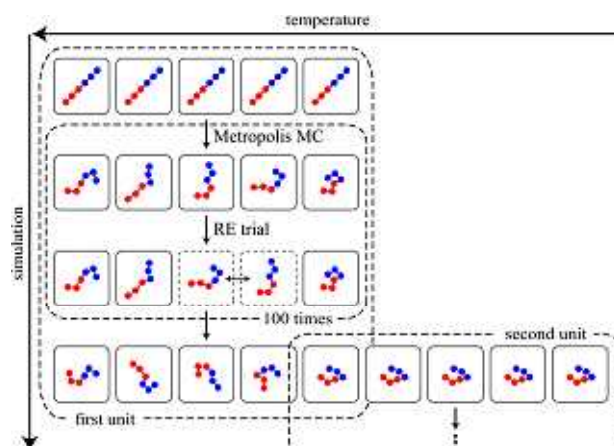 temperature
Metropolis MC
RE trial
simulation
100 times
second unit
first unit